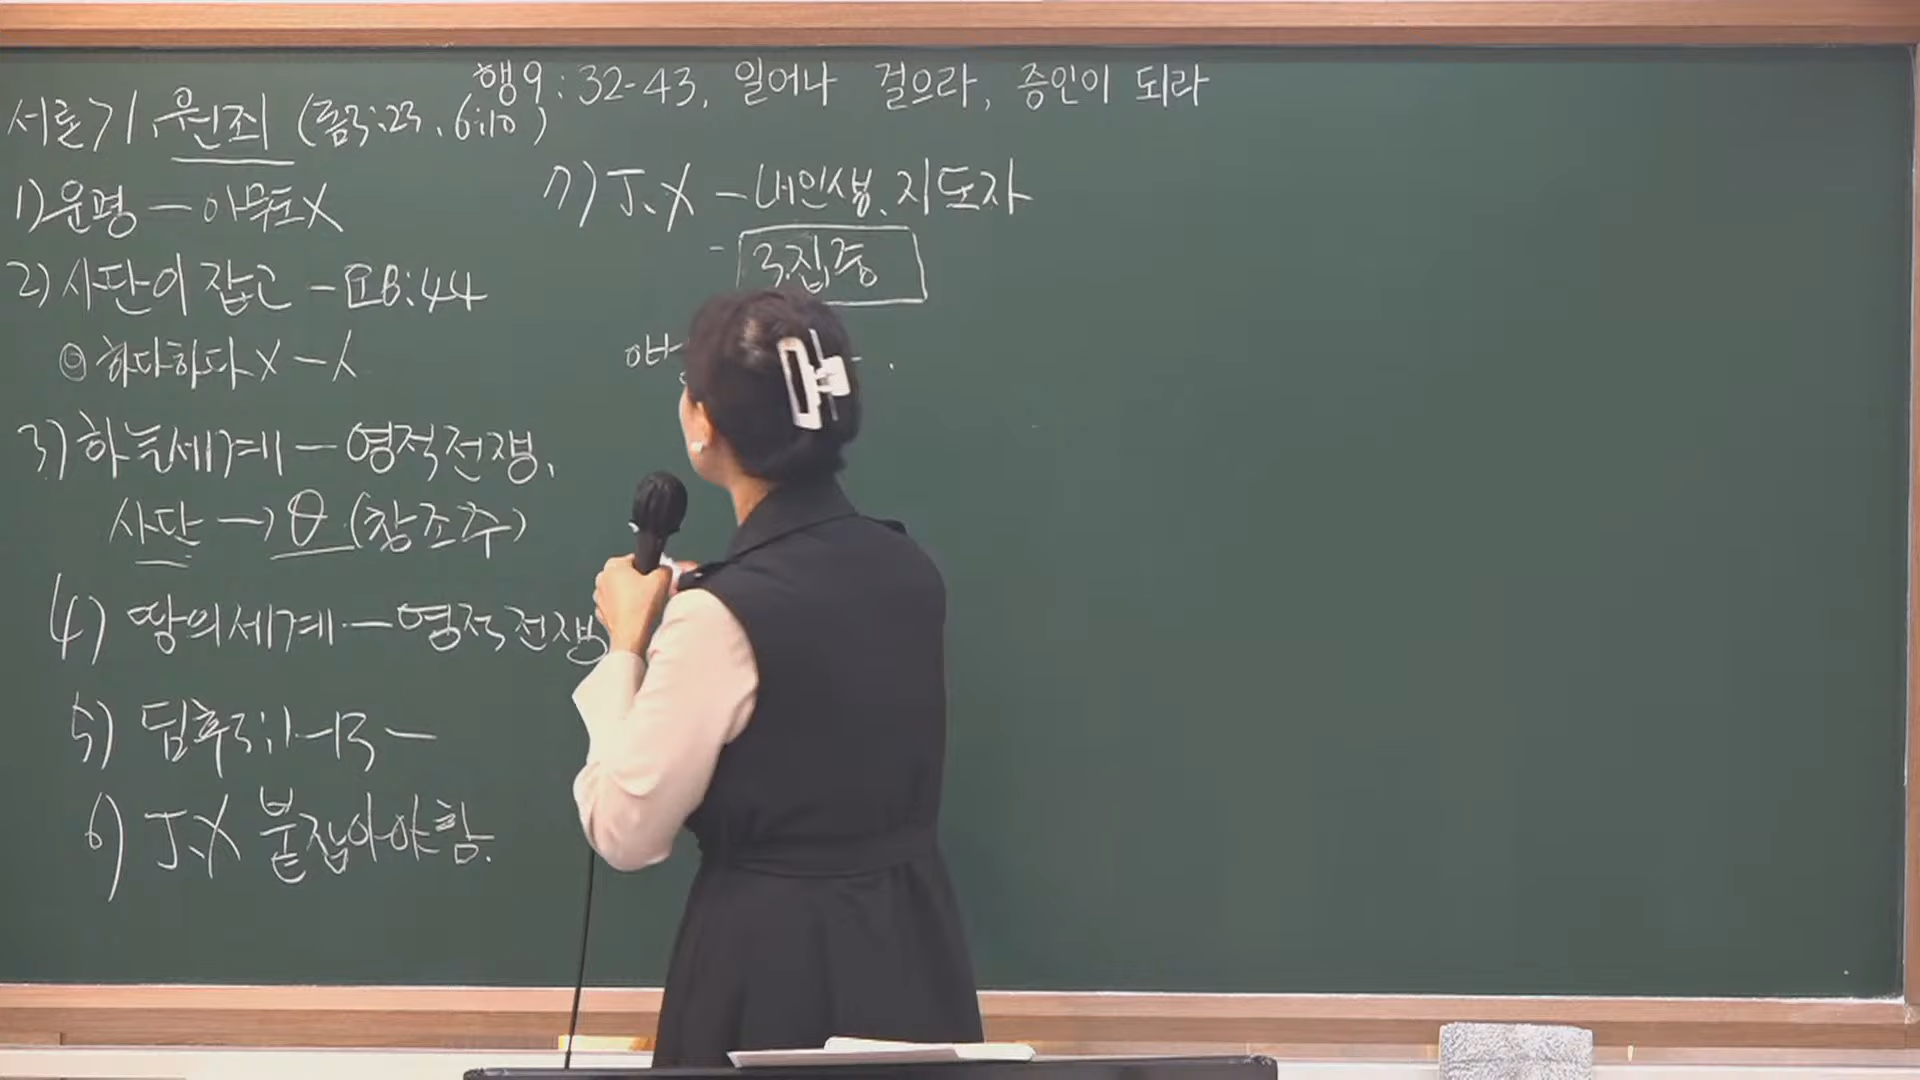 행9:32-43, 일어나 걸으라, 증인이 되라
서론7. 원죄 (롬3:23, 6:10)
1) 운명 — 아무도X
2) 사단이 잡고 - 요8:44
하다하다X — 人
3) 하늘세계 — 영적전쟁.
사단 → θ (창조주)
4) 땅의세계 — 영적전쟁
5) 딤후3:1-13 —
6) J.X 붙잡아야함.
7) J.X - 내인생. 지도자
- 3.집중